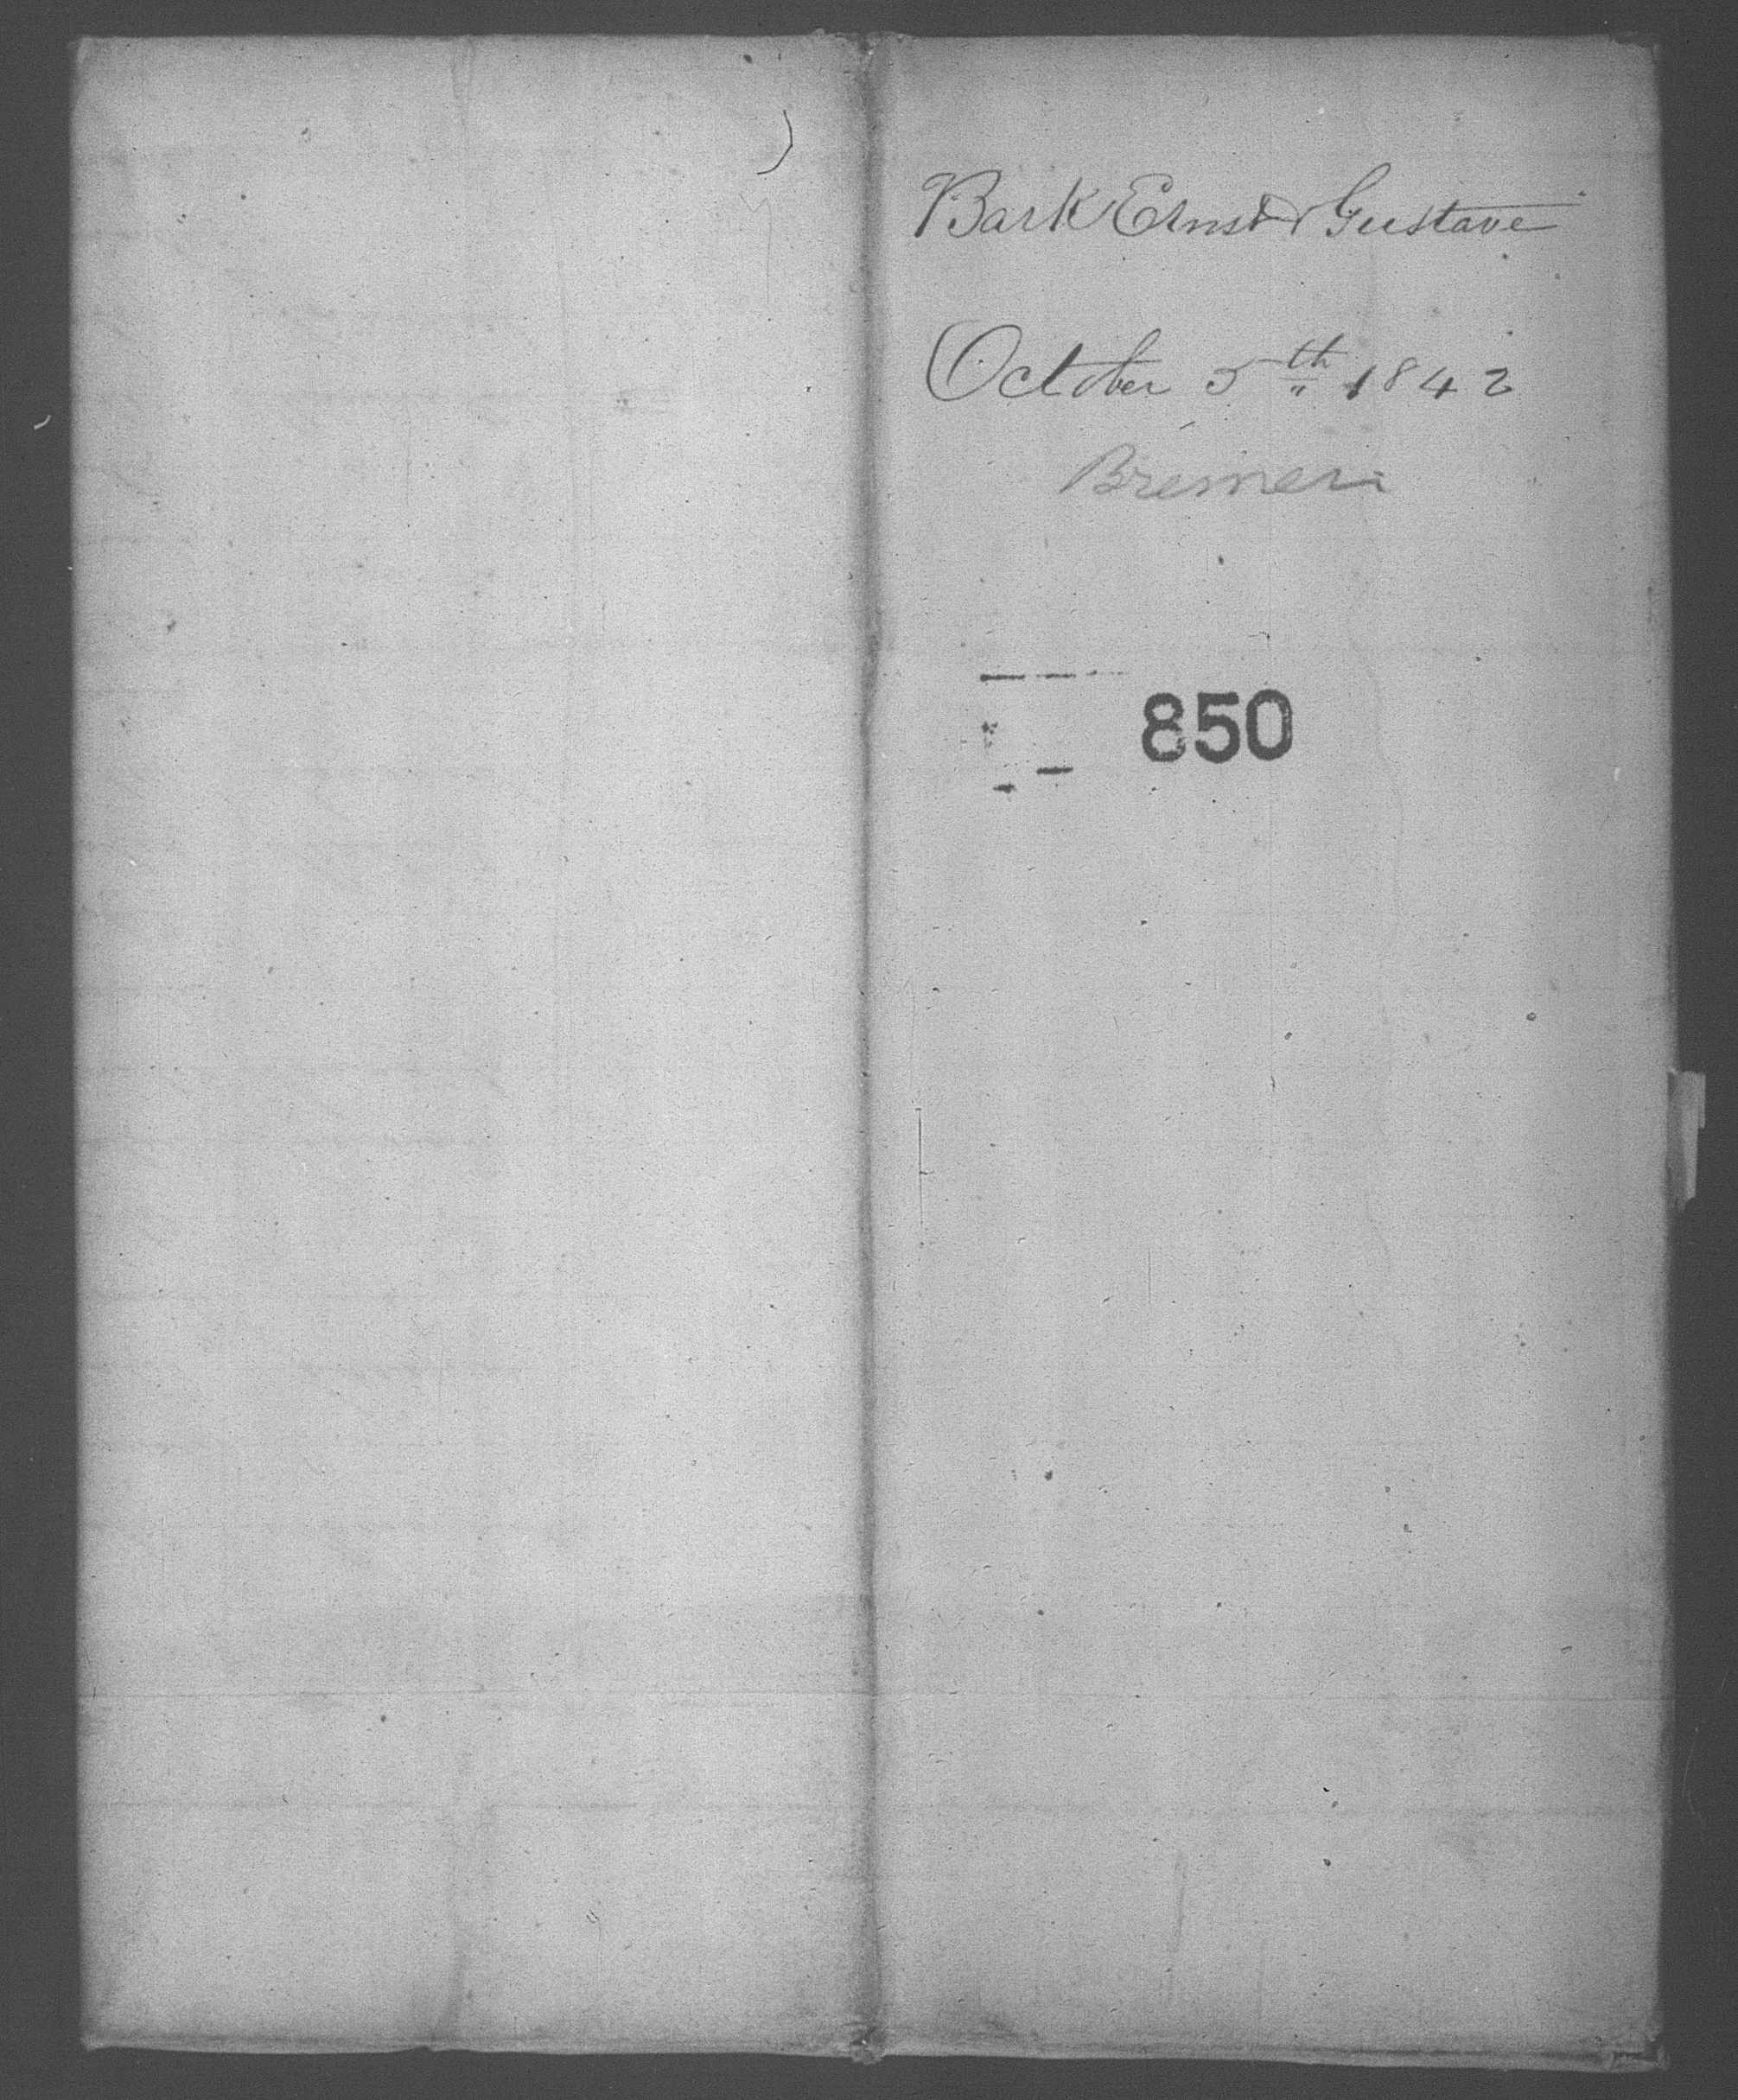 Bark Ernst & Gustave
October 5th 1842
Bremen
850